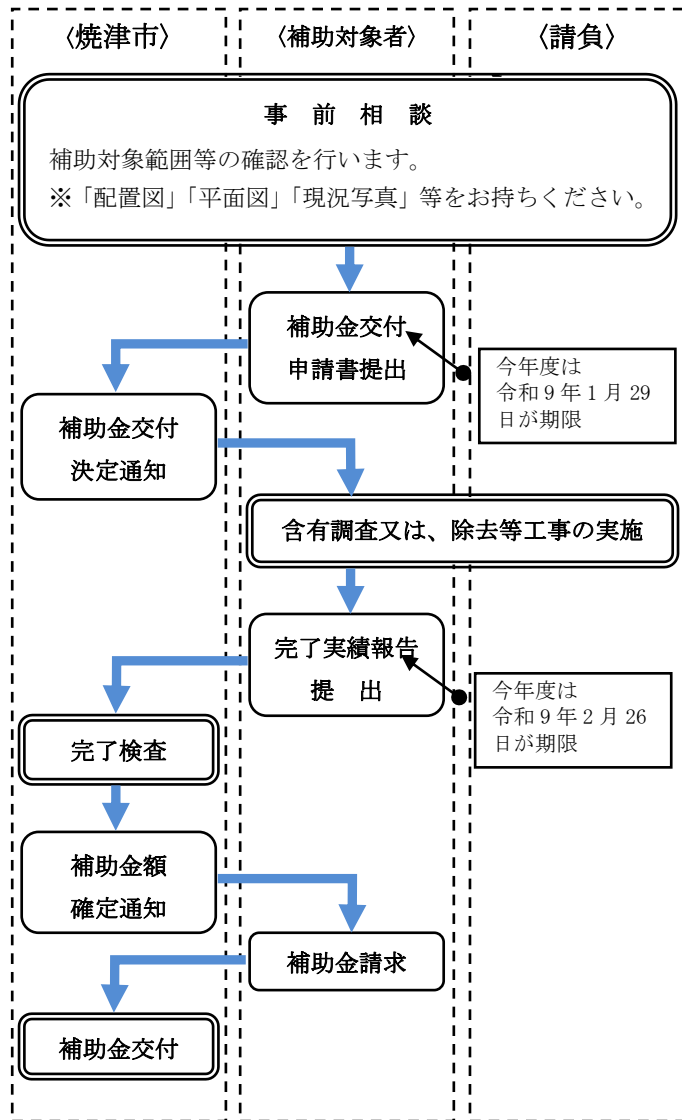 〈焼津市〉
〈補助対象者〉
〈請負〉
事 前 相 談
補助対象範囲等の確認を行います。
※「配置図」「平面図」「現況写真」等をお持ちください。
補助金交付
申請書提出
今年度は
令和９年１月29
日が期限
補助金交付
決定通知
含有調査又は、除去等工事の実施
完了実績報告
提 出
今年度は
令和９年２月26
日が期限
完了検査
補助金額
確定通知
補助金請求
補助金交付